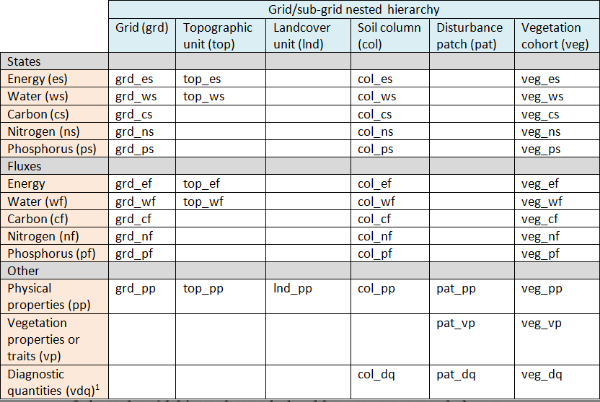 Grid/sub-grid nested hierarchy
Grid (grd) Topographic unit (top) Landcover unit (lnd) Soil column (col) Disturbance patch (pat) Vegetation cohort (veg)
States
Energy (es) grd_es top_es col_es veg_es
Water (ws) grd_ws top_ws col_ws veg_ws
Carbon (cs) grd_cs col_cs veg_cs
Nitrogen (ns) grd_ns col_ns veg_ns
Phosphorus (ps) grd_ps col_ps veg_ps
Fluxes
Energy grd_ef top_ef col_ef veg_ef
Water (wf) grd_wf top_wf col_wf veg_wf
Carbon (cf) grd_cf col_cf veg_cf
Nitrogen (nf) grd_nf col_nf veg_nf
Phosphorus (pf) grd_pf col_pf veg_pf
Other
Physical properties (pp) grd_pp top_pp lnd_pp col_pp pat_pp veg_pp
Vegetation properties or traits (vp) pat_vp veg_vp
Diagnostic quantities (vdq)1 col_dq pat_dq veg_dq